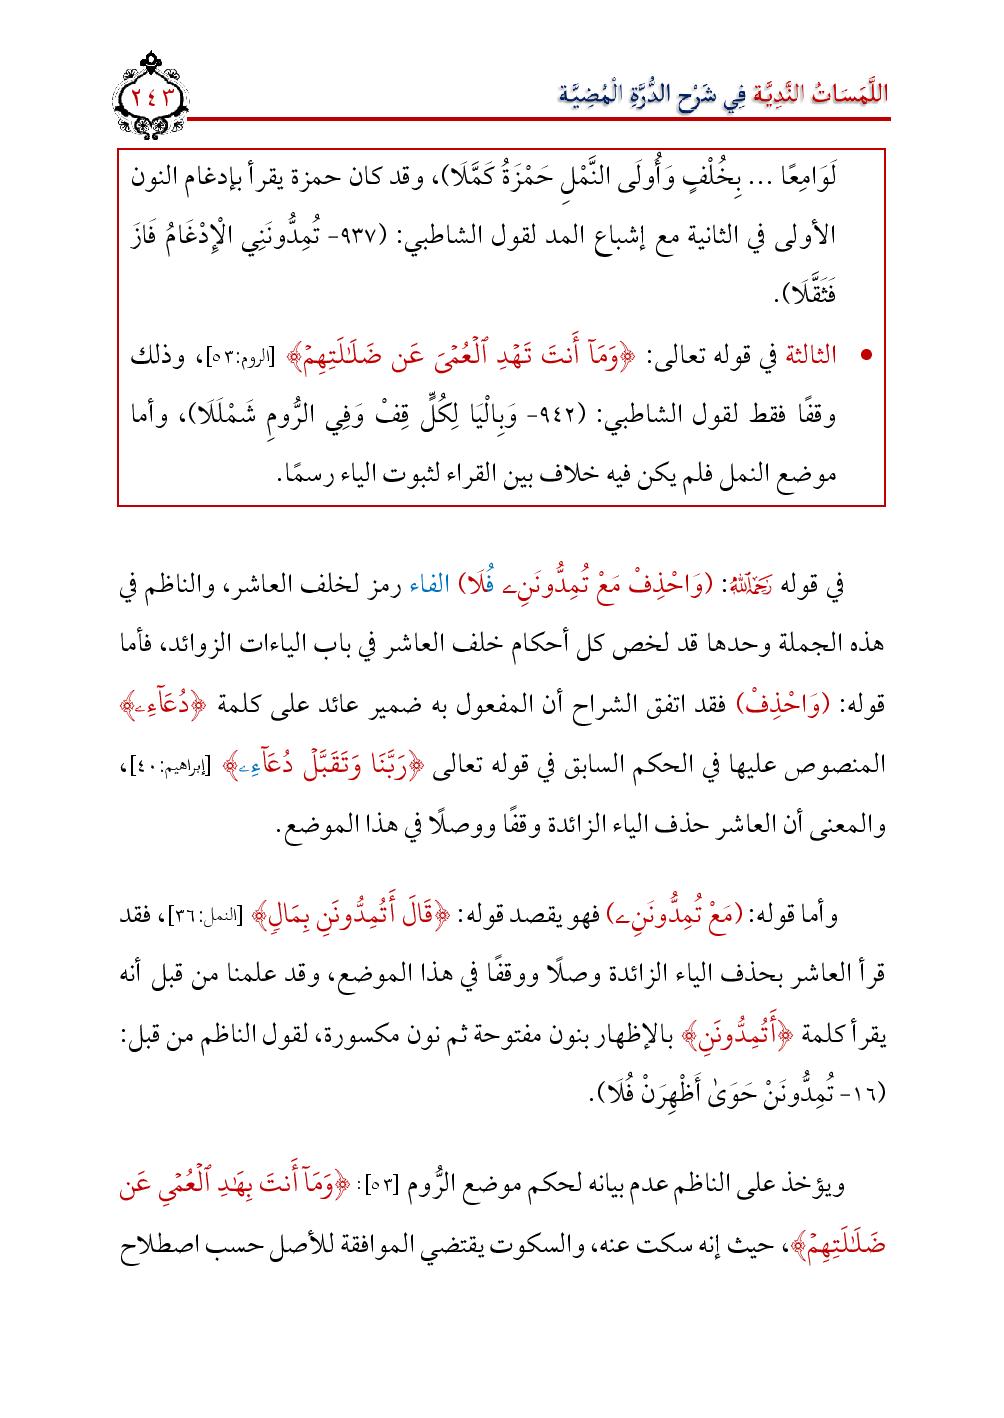 اللَّمَسَاتُ النَّدِيَّة فِي شَرْح الدُّرَّةِ الْمُضِيَّة
٢٤٣
لَوَامِعًا ... بِخُلْفٍ وَأُولَى النَّمْلِ حَمْزَةُ كَمَّلَا)، وقد كان حمزة يقرأ بإدغام النون
الأولى في الثانية مع إشباع المد لقول الشاطبي: (٩٣٧- تُمِدُّونَنِي الْإِدْغَامُ فَازَ
فَثَقَّلَا).
• الثالثة في قوله تعالى: ﴿وَمَآ أَنتَ تَهْدِ ٱلْعُمْىَ عَن ضَلَـٰلَتِهِمْ﴾ [الروم:٥٣]، وذلك
وقفًا فقط لقول الشاطبي: (٩٤٢- وَبِالْيَا لِكُلٍّ قِفْ وَفِي الرُّومِ شَمْلَلَا)، وأما
موضع النمل فلم يكن فيه خلاف بين القراء لثبوت الياء رسمًا.
في قوله رَحِمَهُ ٱللَّهُ: (وَاحْذِفْ مَعْ تُمِدُّونَنِے فُلَا) الفاء رمز لخلف العاشر، والناظم في
هذه الجملة وحدها قد لخص كل أحكام خلف العاشر في باب الياءات الزوائد، فأما
قوله: (وَاحْذِفْ) فقد اتفق الشراح أن المفعول به ضمير عائد على كلمة ﴿دُعَآءِے﴾
المنصوص عليها في الحكم السابق في قوله تعالى ﴿رَبَّنَا وَتَقَبَّلْ دُعَآءِے﴾ [إبراهيم:٤٠]،
والمعنى أن العاشر حذف الياء الزائدة وقفًا ووصلًا في هذا الموضع.
وأما قوله: (مَعْ تُمِدُّونَنِے) فهو يقصد قوله: ﴿قَالَ أَتُمِدُّونَنِ بِمَالٍ﴾ [النمل:٣٦]، فقد
قرأ العاشر بحذف الياء الزائدة وصلًا ووقفًا في هذا الموضع، وقد علمنا من قبل أنه
يقرأ كلمة ﴿أَتُمِدُّونَنِ﴾ بالإظهار بنون مفتوحة ثم نون مكسورة، لقول الناظم من قبل:
(١٦- تُمِدُّونَنْ حَوَىٰ أَظْهِرَنْ فُلَا).
ويؤخذ على الناظم عدم بيانه لحكم موضع الرُّوم [٥٣]: ﴿وَمَآ أَنتَ بِهَـٰدِ ٱلْعُمْىِ عَن
ضَلَـٰلَتِهِمْ﴾، حيث إنه سكت عنه، والسكوت يقتضي الموافقة للأصل حسب اصطلاح